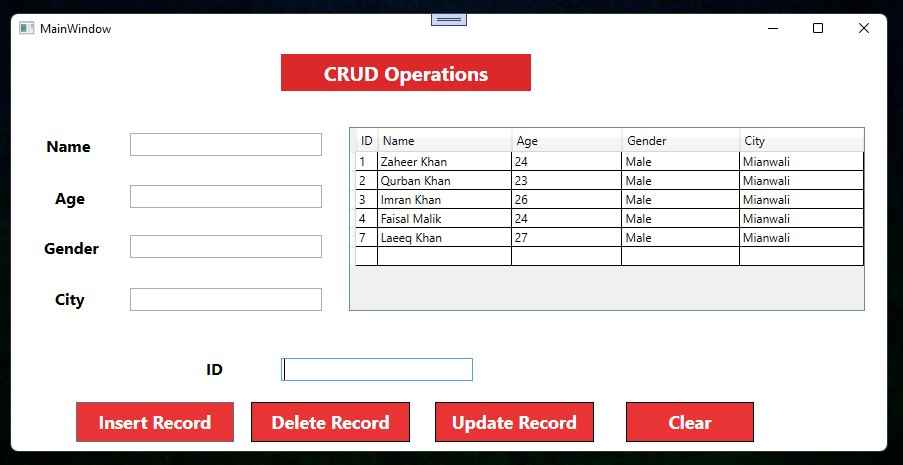 MainWindow
CRUD Operations
Name
Age
Gender
City
ID Name Age Gender City
1 Zaheer Khan 24 Male Mianwali
2 Qurban Khan 23 Male Mianwali
3 Imran Khan 26 Male Mianwali
4 Faisal Malik 24 Male Mianwali
7 Laeeq Khan 27 Male Mianwali
ID
Insert Record Delete Record Update Record Clear